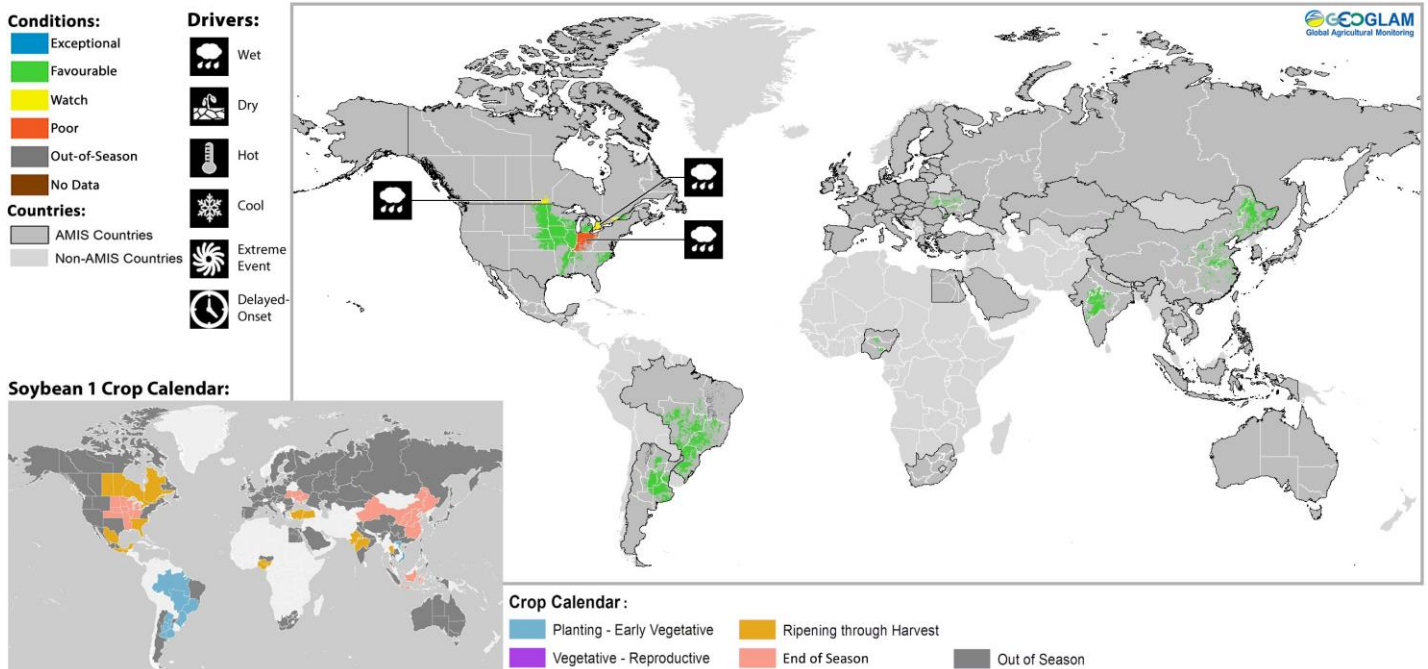 Conditions:
Exceptional
Favourable
Watch
Poor
Out-of-Season
No Data
Countries:
AMIS Countries
Non-AMIS Countries
Drivers:
Wet
Dry
Hot
Cool
Extreme
Event
Delayed-
Onset
GEOGLAM
Global Agricultural Monitoring
Soybean 1 Crop Calendar:
Crop Calendar :
Planting - Early Vegetative
Vegetative - Reproductive
Ripening through Harvest
End of Season
Out of Season